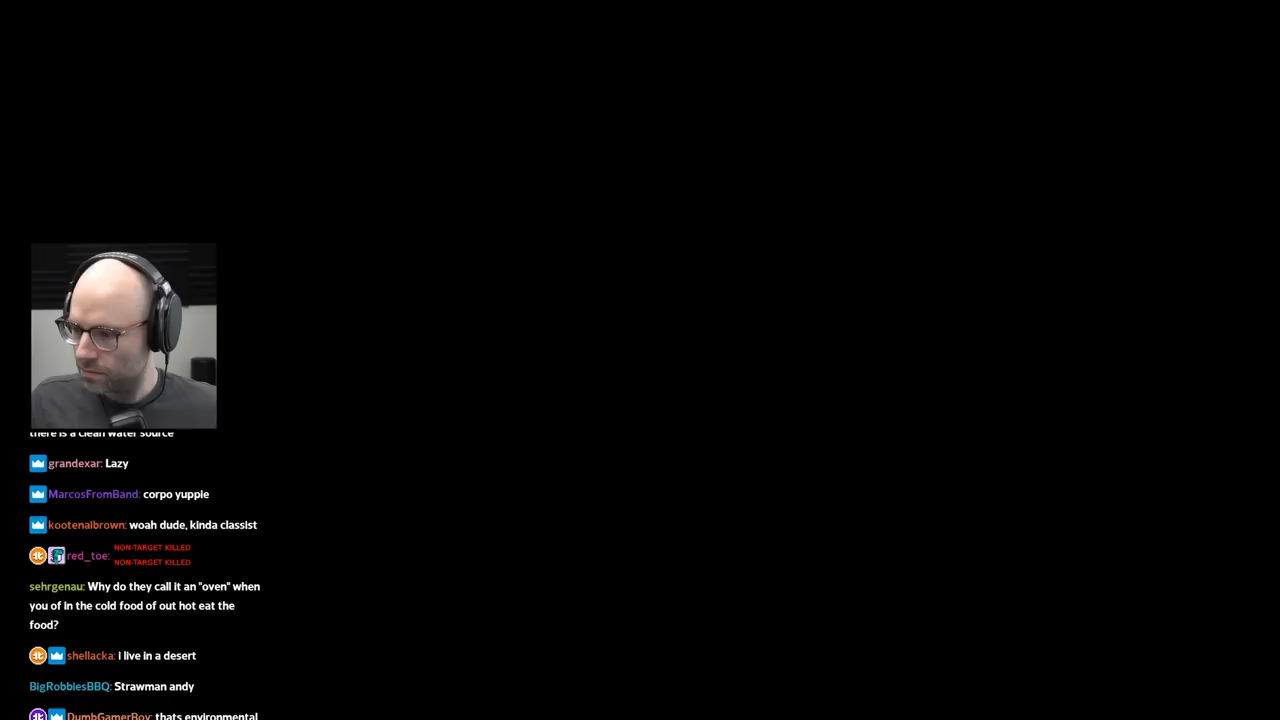 there is a clean water source
grandexar: Lazy
MarcosFromBand: corpo yuppie
kootenaibrown: woah dude, kinda classist
red_toe: NON-TARGET KILLED
NON-TARGET KILLED
sehrgenau: Why do they call it an "oven" when
you of in the cold food of out hot eat the
food?
shellacka: I live in a desert
BigRobbiesBBQ: Strawman andy
DumbGamerBoy: thats environmental